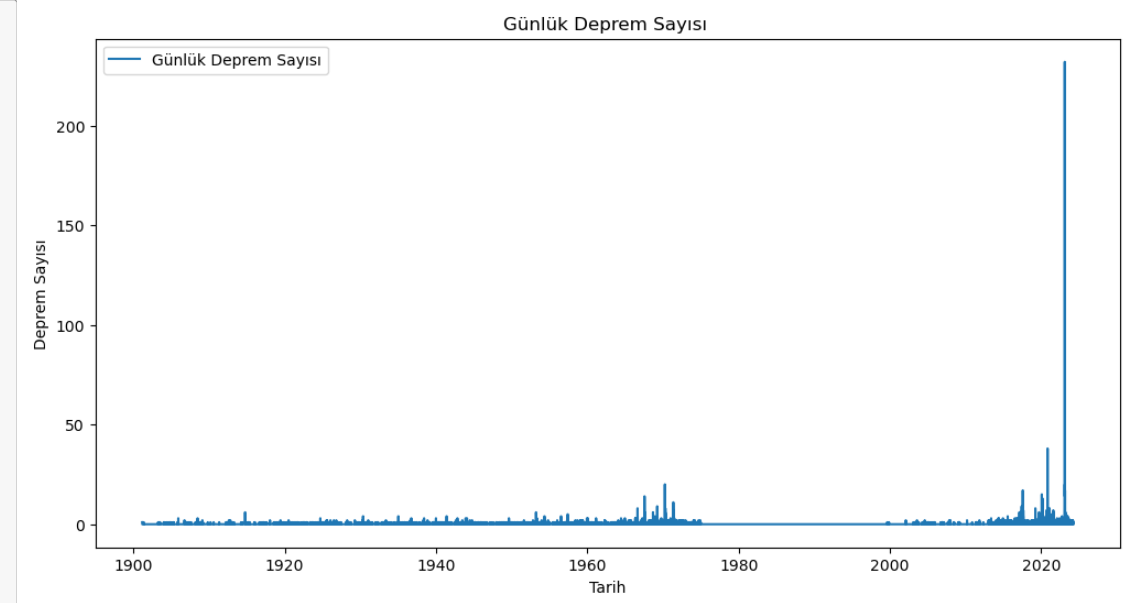 Günlük Deprem Sayısı
Günlük Deprem Sayısı
200
150
100
50
0
Deprem Sayısı
1900 1920 1940 1960 1980 2000 2020
Tarih